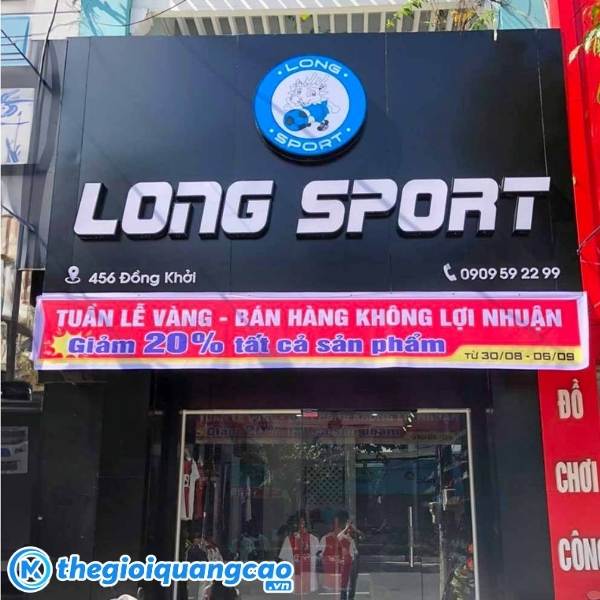 LONG
SPORT
LONG SPORT
456 Đồng Khởi
0909 59 22 99
TUẦN LỄ VÀNG - BÁN HÀNG KHÔNG LỢI NHUẬN
Giảm 20% tất cả sản phẩm
TỪ 30/08 - 05/09
ĐỒ
CHƠI
CÔN
thegioiquangcao
.vn